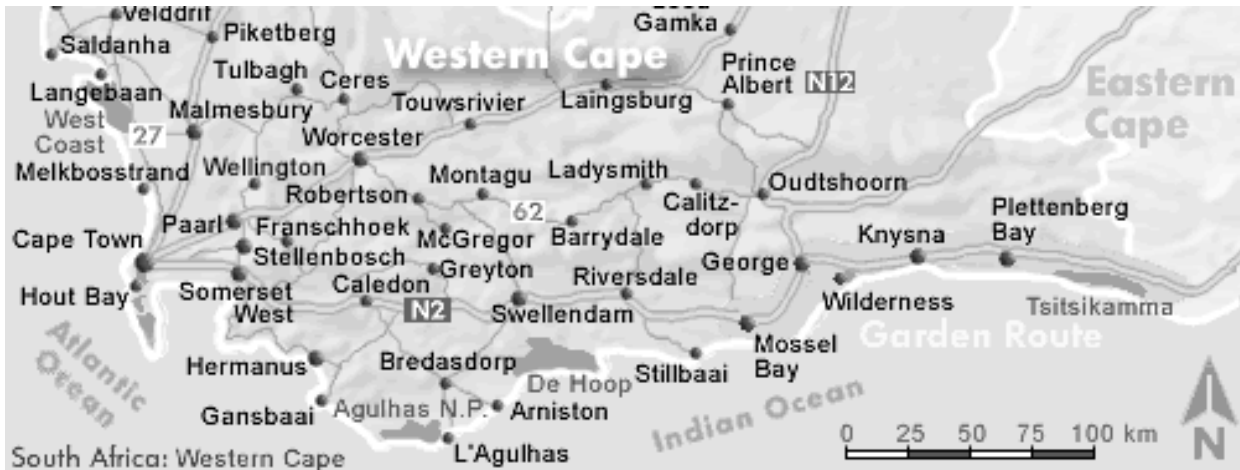 Velddrif
Gamka
Saldanha
Piketberg
Western Cape
Prince
Albert
N12
Tulbagh
Ceres
Eastern
Cape
Langebaan
Malmesbury
Touwsrivier
Laingsburg
West
Coast
27
Worcester
Melkbosstrand
Wellington
Robertson
Montagu
Ladysmith
Oudtshoorn
Calitz-
dorp
62
Paarl
Franschhoek
McGregor
Barrydale
Plettenberg
Bay
Knysna
Cape Town
Stellenbosch
Greyton
Riversdale
George
Hout Bay
Somerset
West
Caledon
N2
Swellendam
Wilderness
Tsitsikamma
Garden Route
Atlantic
Ocean
Hermanus
Bredasdorp
De Hoop
Stillbaai
Mossel
Bay
Gansbaai
Agulhas N.P.
Arniston
Indian Ocean
L'Agulhas
0 25 50 75 100 km
N
South Africa: Western Cape